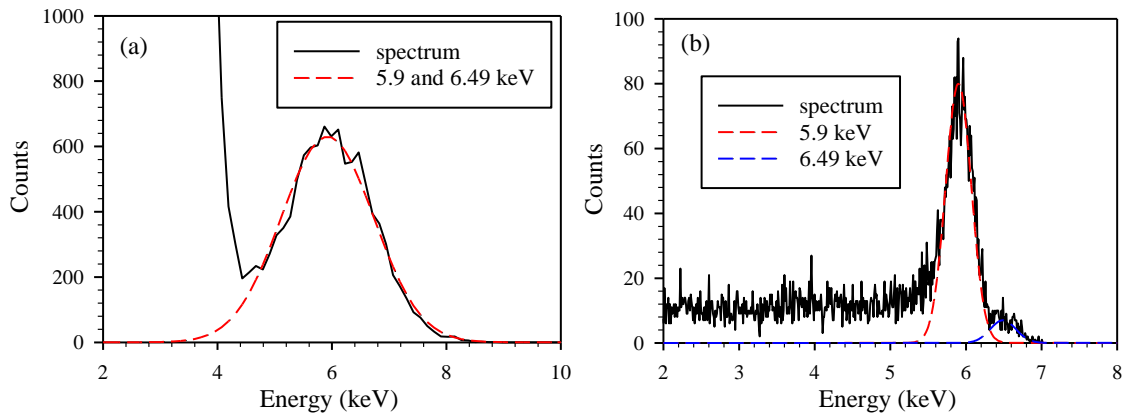 (a)
spectrum
5.9 and 6.49 keV
Counts
1000
800
600
400
200
0
2 4 6 8 10
Energy (keV)
(b)
spectrum
5.9 keV
6.49 keV
Counts
100
80
60
40
20
0
2 3 4 5 6 7 8
Energy (keV)